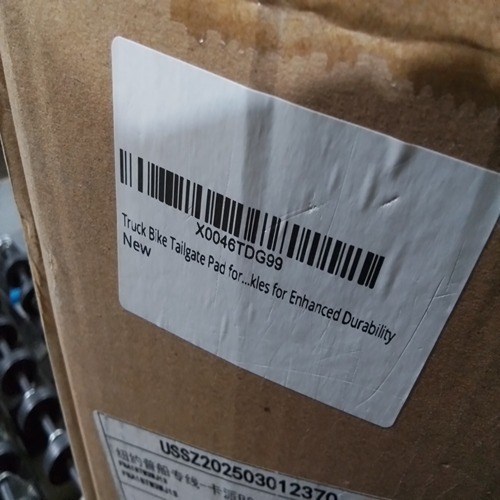 X0046TDG99
Truck Bike Tailgate Pad for...kles for Enhanced Durability
New
USSZ202503012370